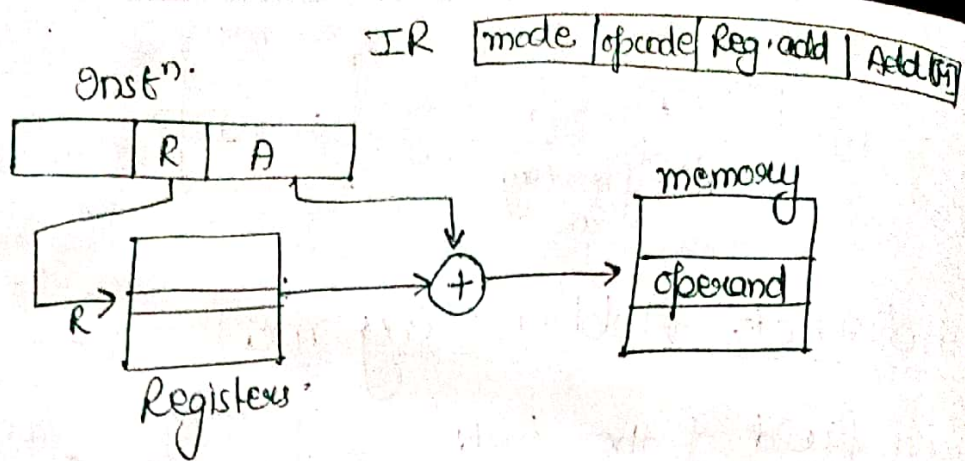 IR mode opcode Reg.add Add[M]
Instⁿ.
R A
memory
operand
+
R
Registers.